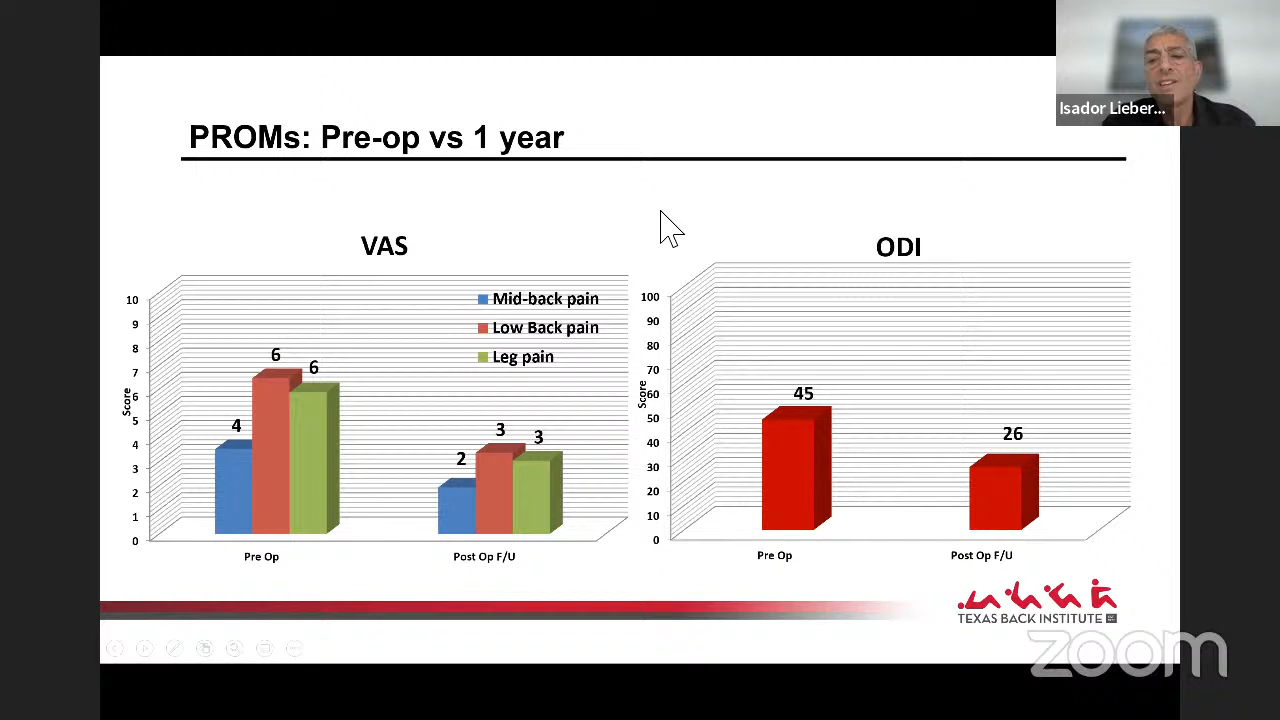 Isador Lieber...
PROMs: Pre-op vs 1 year
VAS
10
9
8
7
6
5
4
3
2
1
0
Score
Mid-back pain
Low Back pain
Leg pain
4
6
6
2
3
3
Pre Op
Post Op F/U
ODI
100
90
80
70
60
50
40
30
20
10
0
Score
45
26
Pre Op
Post Op F/U
TEXAS BACK INSTITUTE
zoom